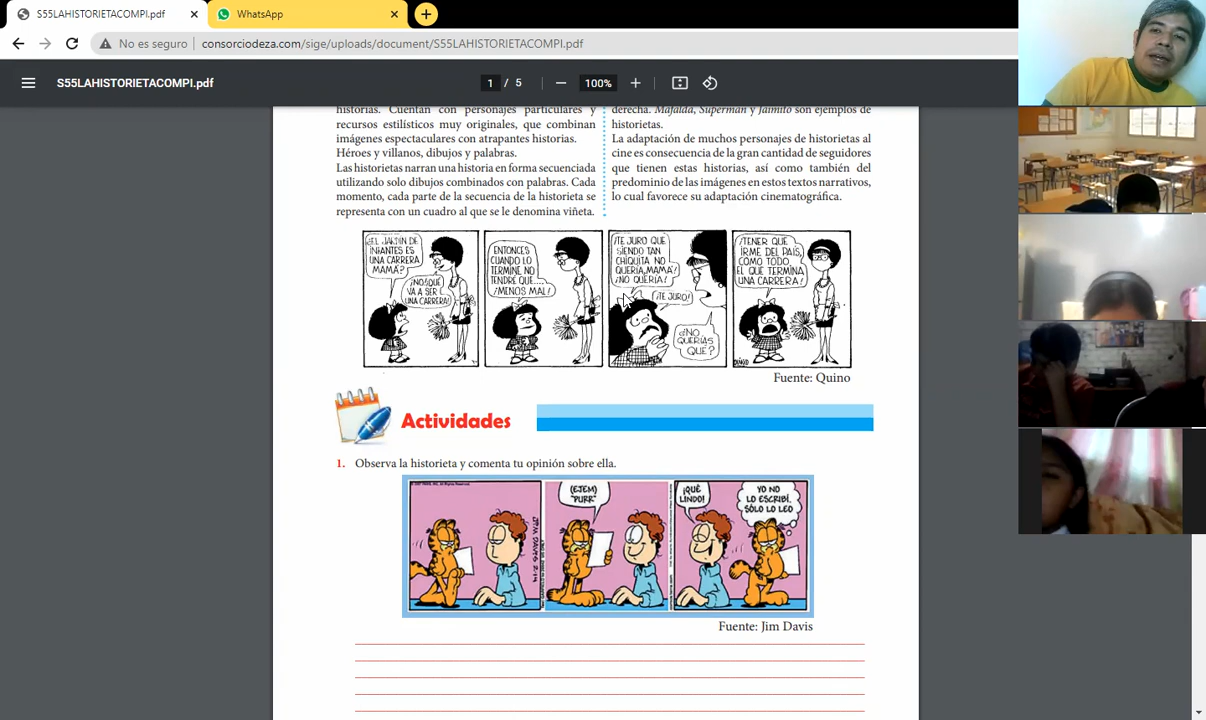 S55LAHISTORIETACOMPI.pdf
WhatsApp
No es seguro
consorciodeza.com/sige/uploads/document/S55LAHISTORIETACOMPI.pdf
S55LAHISTORIETACOMPI.pdf
1 / 5
100%
historias. Cuentan con personajes particulares y
recursos estilísticos muy originales, que combinan
imágenes espectaculares con atrapantes historias.
Héroes y villanos, dibujos y palabras.
Las historietas narran una historia en forma secuenciada
utilizando solo dibujos combinados con palabras. Cada
momento, cada parte de la secuencia de la historieta se
representa con un cuadro al que se le denomina viñeta.
derecha. Mafalda, Superman y Jaimito son ejemplos de
historietas.
La adaptación de muchos personajes de historietas al
cine es consecuencia de la gran cantidad de seguidores
que tienen estas historias, así como también del
predominio de las imágenes en estos textos narrativos,
lo cual favorece su adaptación cinematográfica.
¿EL JARDÍN DE
INFANTES ES
UNA CARRERA
MAMÁ?
¡NO! ¡QUÉ
VA A SER
UNA CARRERA!
ENTONCES
CUANDO LO
TERMINE NO
TENDRÉ QUE...
¡MENOS MAL!
¡TE JURO QUE
SIENDO TAN
CHIQUITA NO
QUERÍA, MAMÁ!
¡NO QUERÍA!
¡TE JURO!
¿NO
QUERÍAS
QUÉ?
¡TENER QUE
IRME DEL PAÍS,
COMO TODO
EL QUE TERMINA
UNA CARRERA!
QUINO
Fuente: Quino
Actividades
1. Observa la historieta y comenta tu opinión sobre ella.
JIM DAVIS 2-19
(EJEM)
"PURR"
¡QUÉ
LINDO!
YO NO
LO ESCRIBÍ.
SÓLO LO LEO
Fuente: Jim Davis